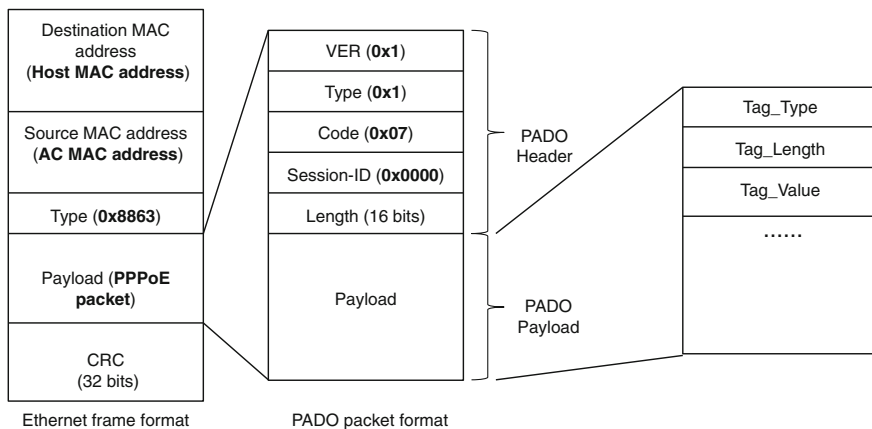 Destination MAC
address
(Host MAC address)
Source MAC address
(AC MAC address)
Type (0x8863)
Payload (PPPoE
packet)
CRC
(32 bits)
Ethernet frame format
VER (0x1)
Type (0x1)
Code (0x07)
Session-ID (0x0000)
Length (16 bits)
Payload
PADO packet format
PADO
Header
PADO
Payload
Tag_Type
Tag_Length
Tag_Value
......